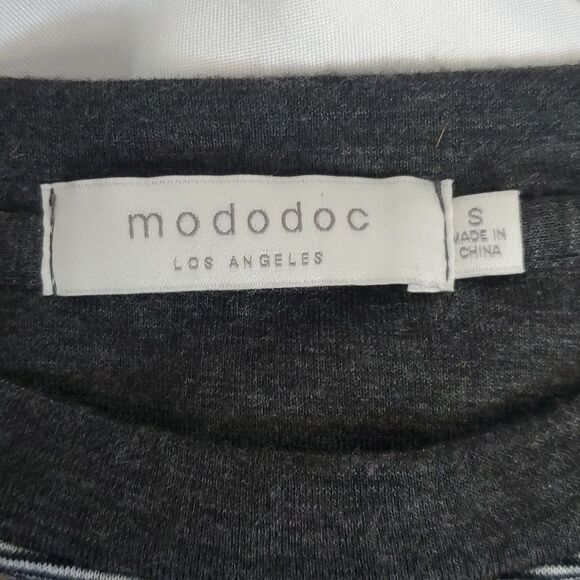 mododoc
LOS ANGELES
S
MADE IN
CHINA